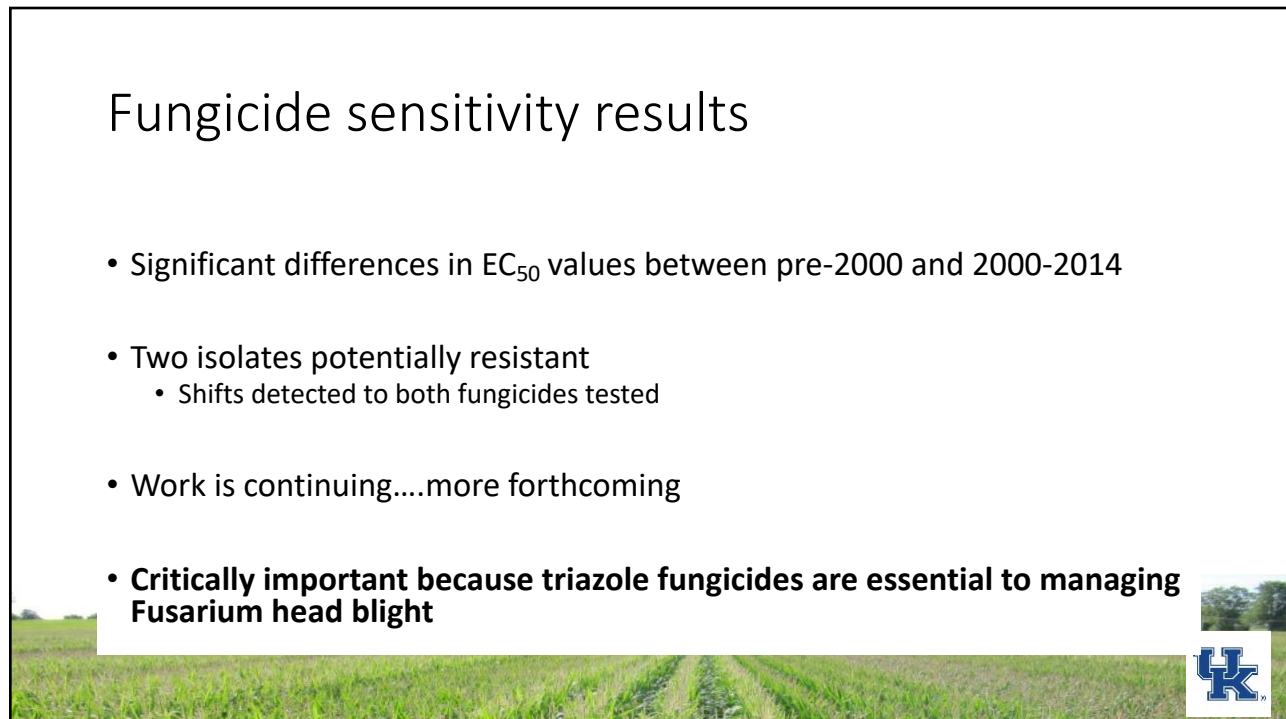 Fungicide sensitivity results
• Significant differences in EC₅₀ values between pre-2000 and 2000-2014
• Two isolates potentially resistant
• Shifts detected to both fungicides tested
• Work is continuing….more forthcoming
• Critically important because triazole fungicides are essential to managing
Fusarium head blight
UK